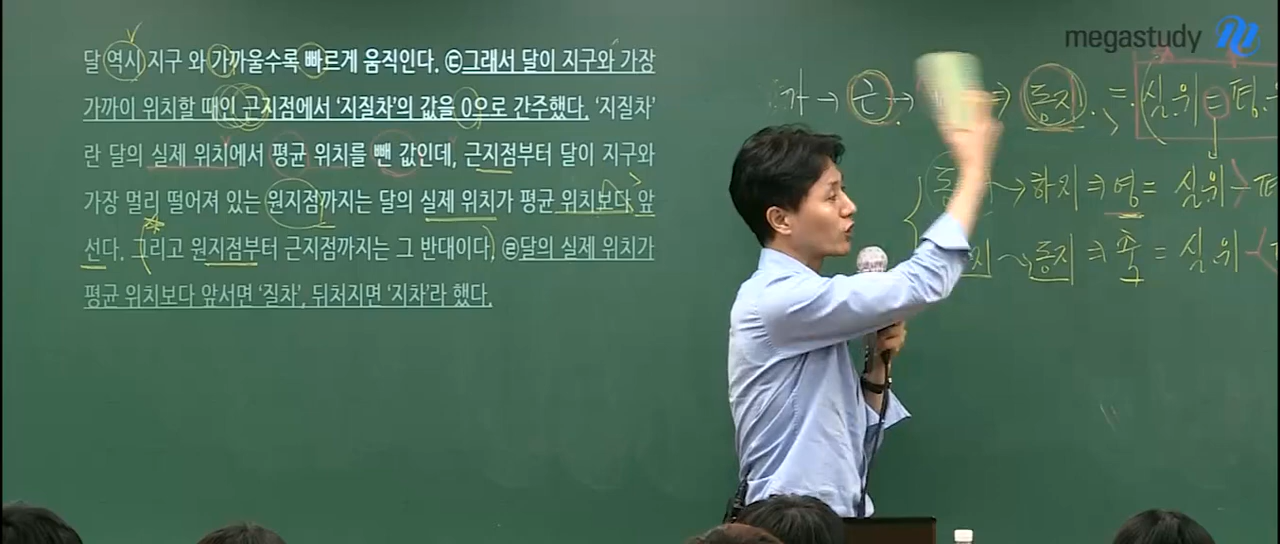 megastudy
달 역시 지구 와 가까울수록 빠르게 움직인다. ㉢그래서 달이 지구와 가장
가까이 위치할 때인 근지점에서 ‘지질차’의 값을 0으로 간주했다. ‘지질차’
란 달의 실제 위치에서 평균 위치를 뺀 값인데, 근지점부터 달이 지구와
가장 멀리 떨어져 있는 원지점까지는 달의 실제 위치가 평균 위치보다 앞
선다. 그리고 원지점부터 근지점까지는 그 반대이다. ㉣달의 실제 위치가
평균 위치보다 앞서면 ‘질차’, 뒤처지면 ‘지차’라 했다.
가 → 근 → → 동지 = 실위 = 평
→ 하지 ⇒ 영 = 실위 -
→ 동지 ⇒ 축 = 실위